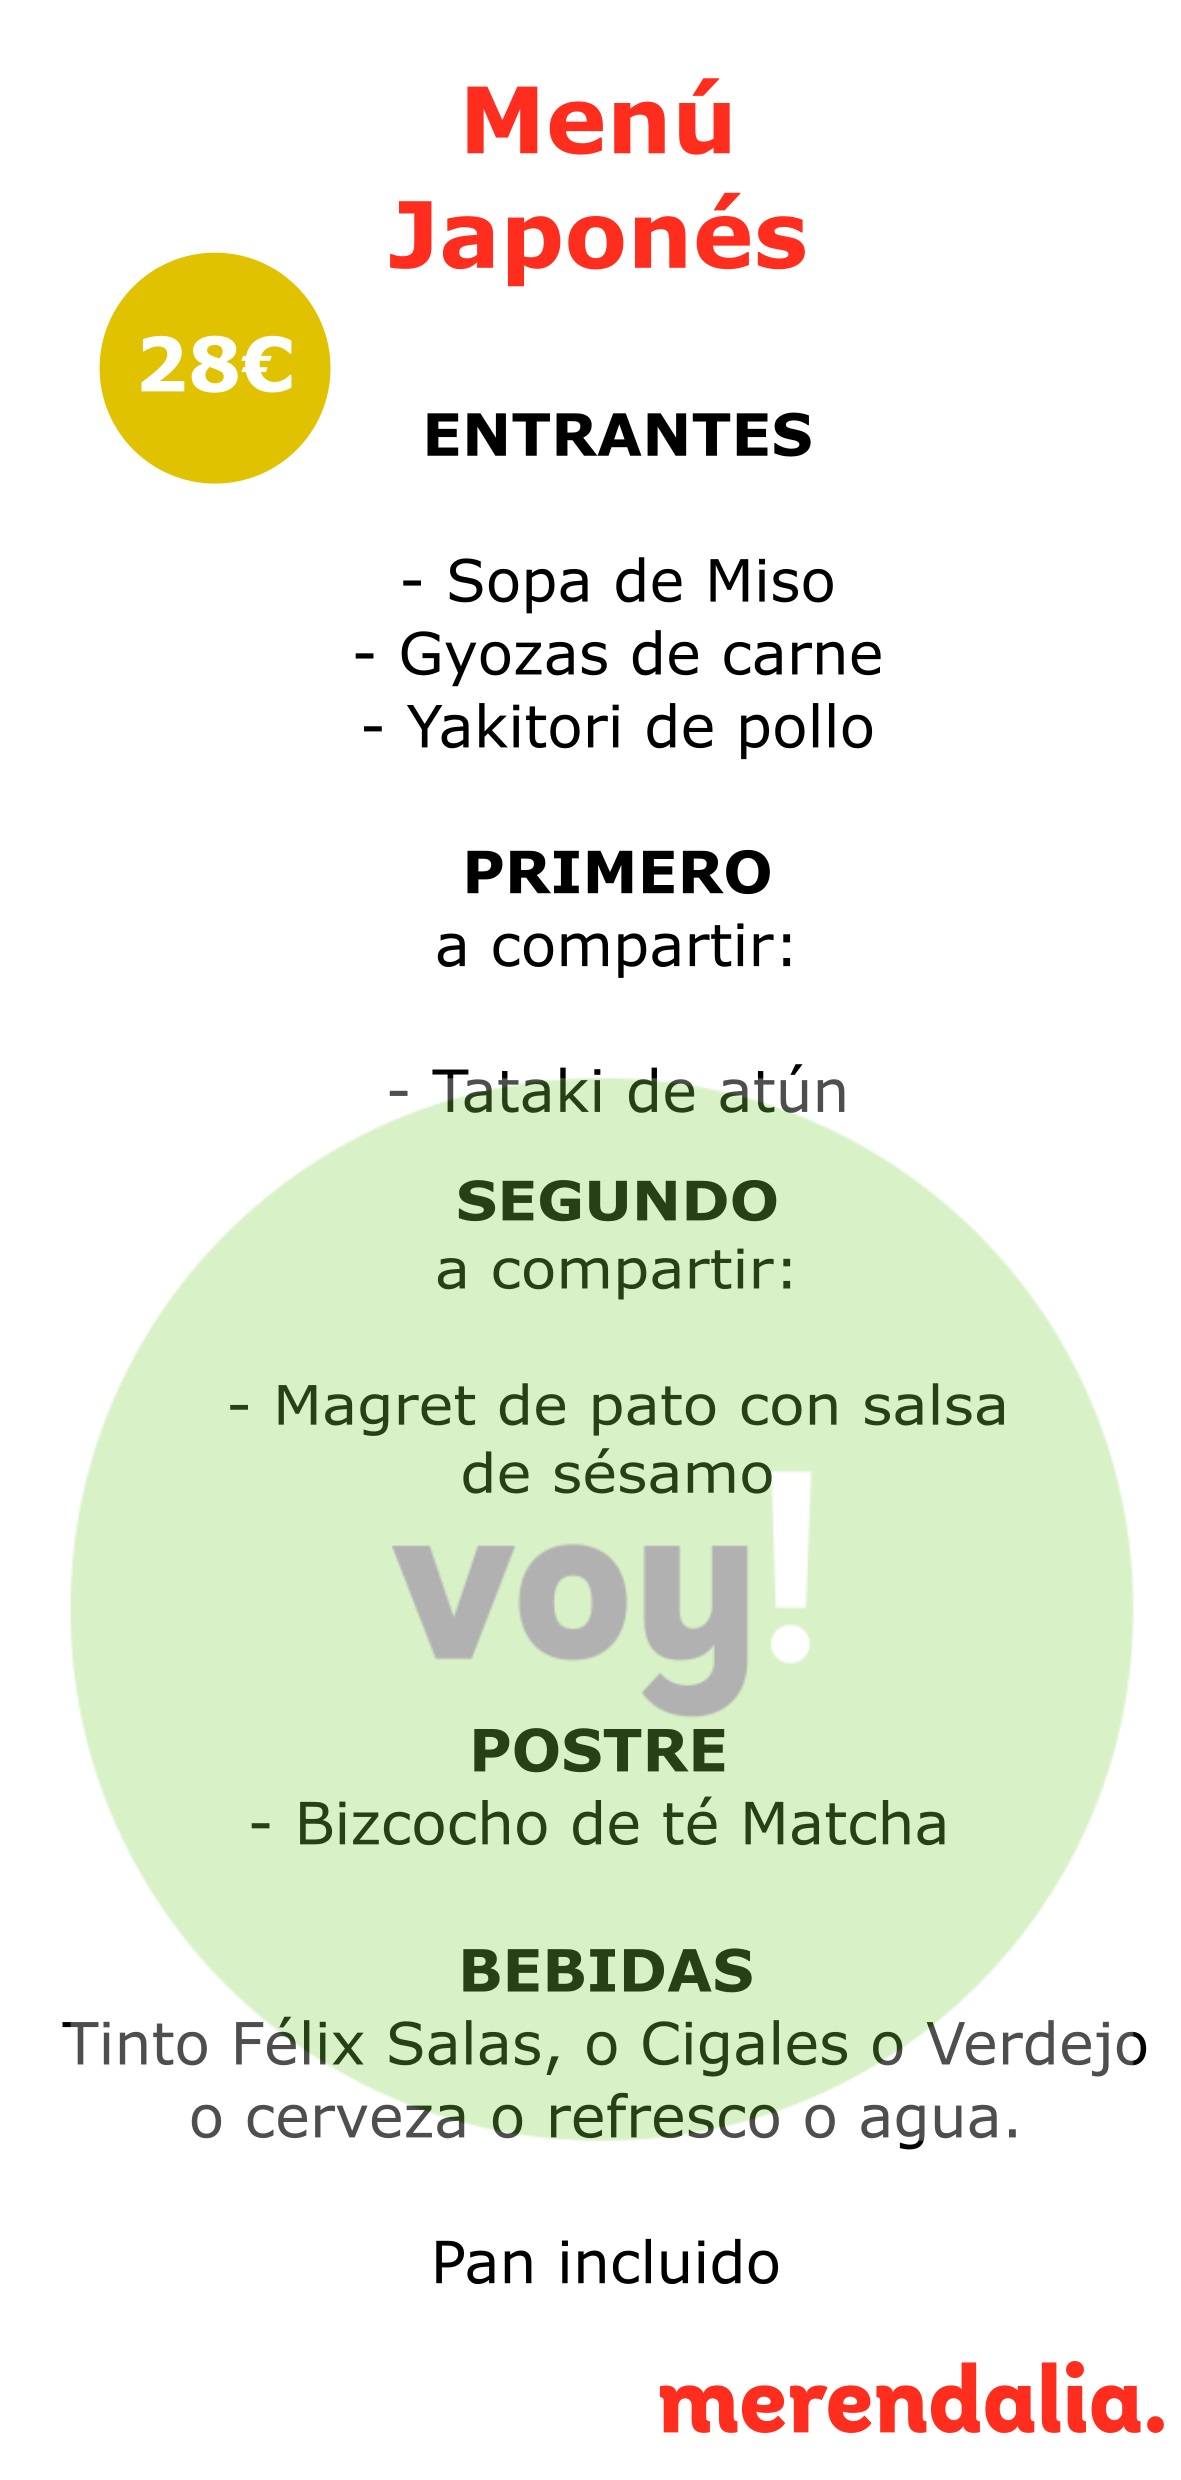 Menú
Japonés
28€
ENTRANTES
- Sopa de Miso
- Gyozas de carne
- Yakitori de pollo
PRIMERO
a compartir:
- Tataki de atún
SEGUNDO
a compartir:
- Magret de pato con salsa
de sésamo
voy!
POSTRE
- Bizcocho de té Matcha
BEBIDAS
Tinto Félix Salas, o Cigales o Verdejo
o cerveza o refresco o agua.
Pan incluido
merendalia.